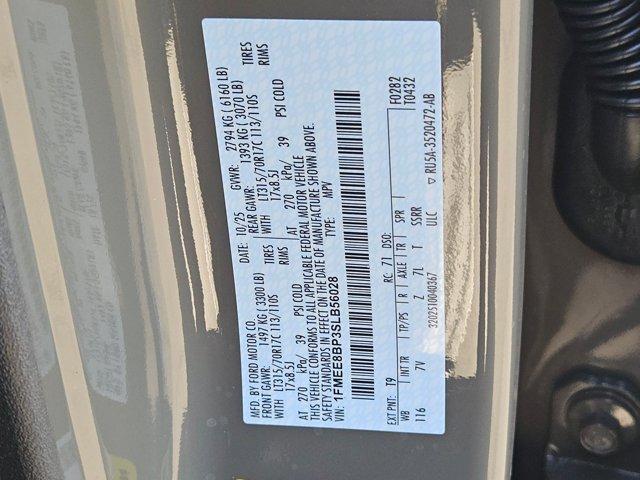 MFD. BY FORD MOTOR CO.
DATE: 10/25 GVWR: 2794 KG ( 6160 LB)
FRONT GAWR: 1497 KG ( 3300 LB) REAR GAWR: 1393 KG ( 3070 LB)
WITH LT315/70R17C 113/110S TIRES WITH LT315/70R17C 113/110S TIRES
17x8.5J RIMS 17x8.5J RIMS
AT 270 kPa/ 39 PSI COLD AT 270 kPa/ 39 PSI COLD
THIS VEHICLE CONFORMS TO ALL APPLICABLE FEDERAL MOTOR VEHICLE
SAFETY STANDARDS IN EFFECT ON THE DATE OF MANUFACTURE SHOWN ABOVE.
VIN: 1FMEE8BP3SLB56028 TYPE: MPV
EXT PNT: T9 RC: 71 DSO: F0282
T0432
WB INT TR TP/PS R AXLE TR SPR
116 7V 7L T SSRR
3202510040367 ULC
▽ RU5A-3520472-AB